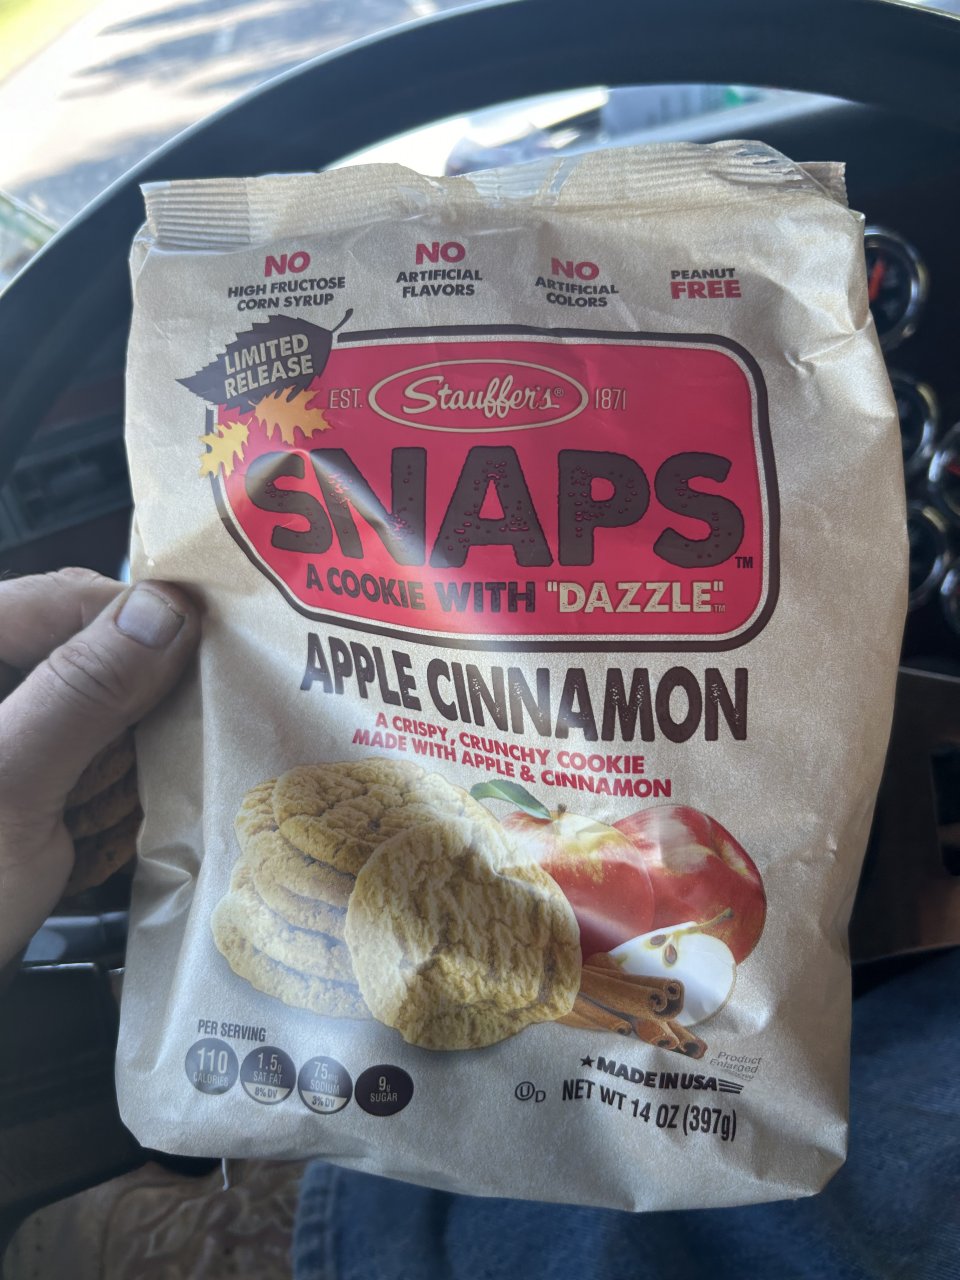 NO
HIGH FRUCTOSE
CORN SYRUP
NO
ARTIFICIAL
FLAVORS
NO
ARTIFICIAL
COLORS
PEANUT
FREE
LIMITED
RELEASE
EST. Stauffer's® 1871
SNAPS™
A COOKIE WITH "DAZZLE"™
APPLE CINNAMON
A CRISPY, CRUNCHY COOKIE
MADE WITH APPLE & CINNAMON
PER SERVING
110
CALORIES
1.5g
SAT FAT
8% DV
75mg
SODIUM
3% DV
9g
SUGAR
Product
Enlarged
★MADE IN USA
UD NET WT 14 OZ (397g)